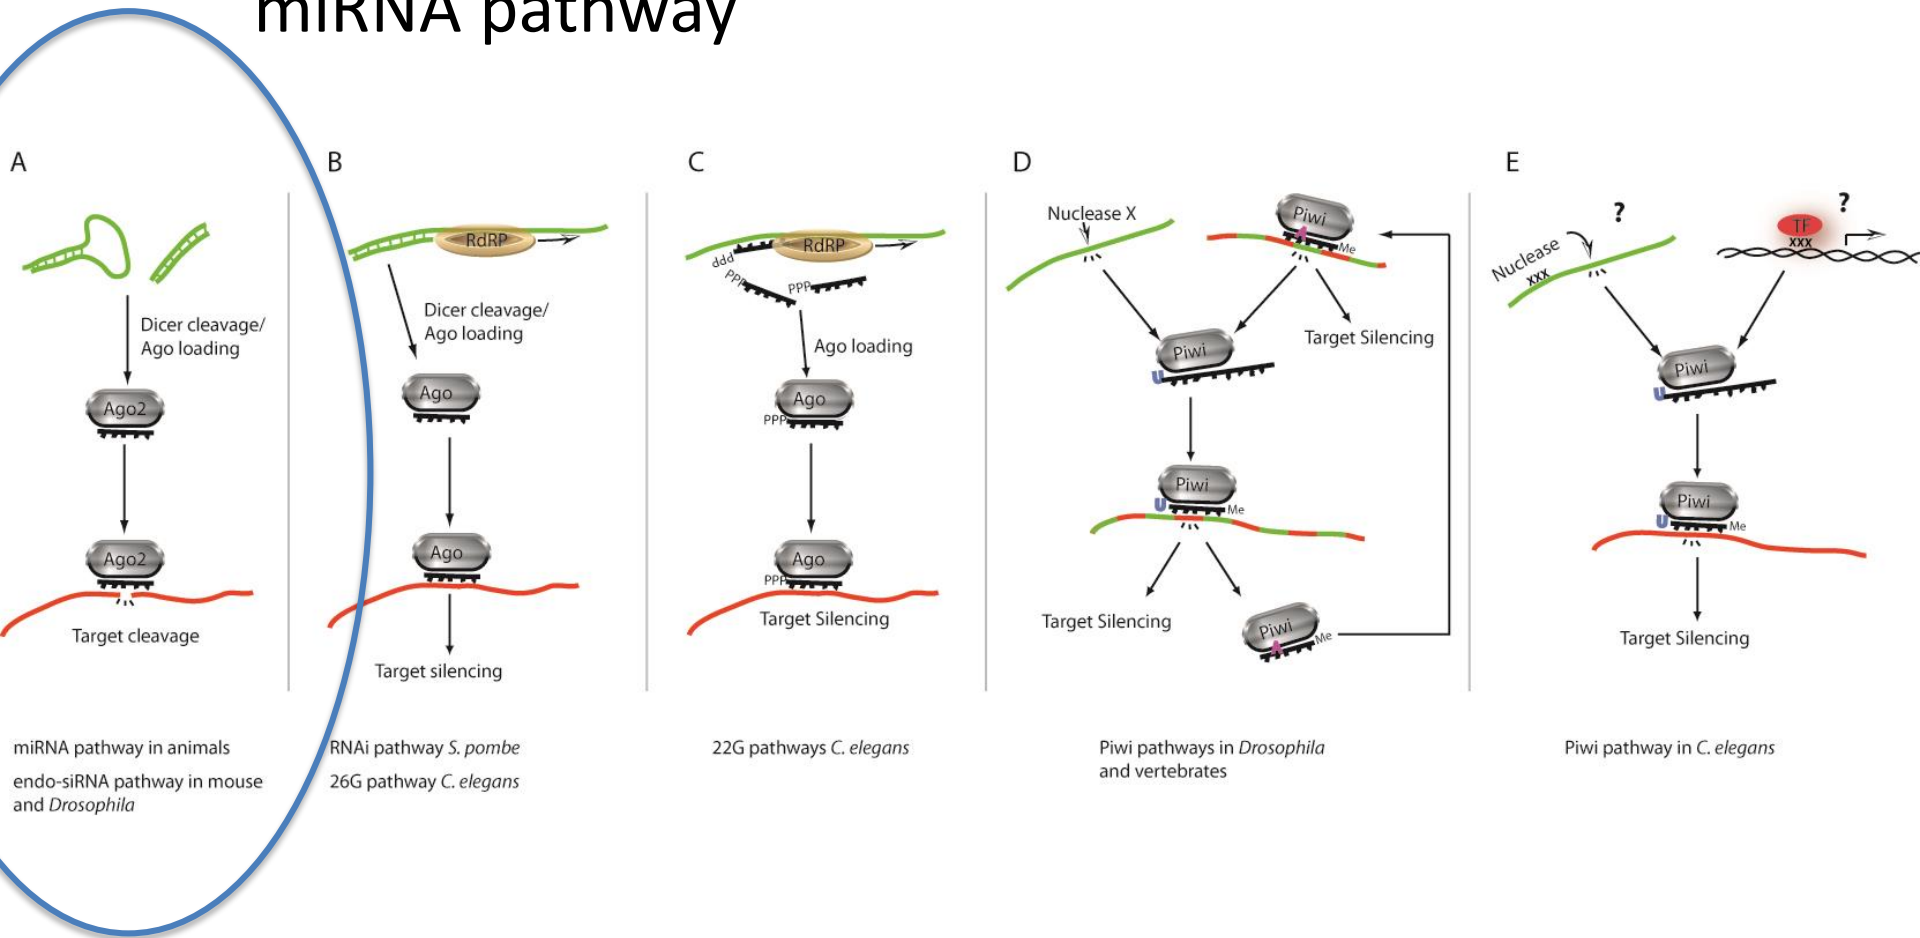 miRNA pathway
A
Dicer cleavage/
Ago loading
Ago2
Ago2
Target cleavage
miRNA pathway in animals
endo-siRNA pathway in mouse
and Drosophila
B
RdRP
Dicer cleavage/
Ago loading
Ago
Ago
Target silencing
RNAi pathway S. pombe
26G pathway C. elegans
C
RdRP
PPP
PPP
PPP
Ago loading
Ago
PPP
Ago
PPP
Target Silencing
22G pathways C. elegans
D
Nuclease X
Piwi
A
Me
Target Silencing
Piwi
U
Piwi
U
Me
Target Silencing
Piwi
A
Me
Piwi pathways in Drosophila
and vertebrates
E
?
?
Nuclease
xxx
TF
xxx
Piwi
U
Piwi
U
Me
Target Silencing
Piwi pathway in C. elegans